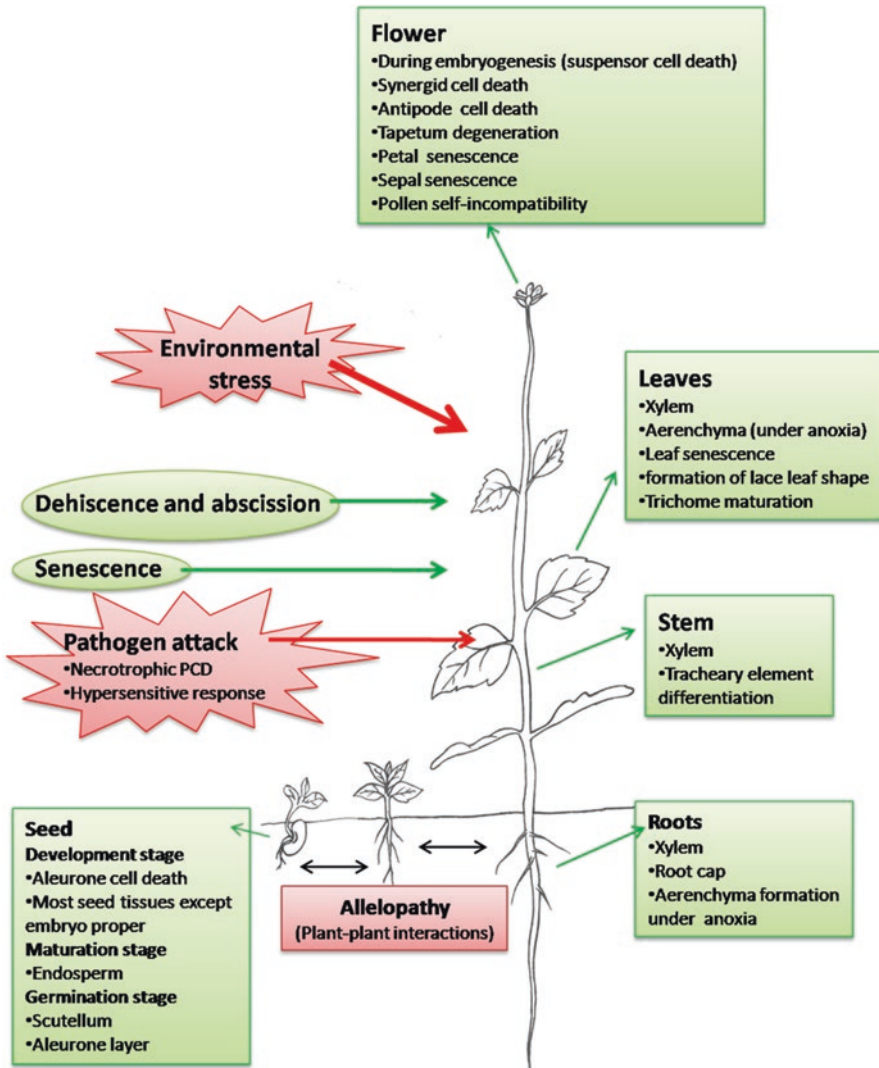 Flower
•During embryogenesis (suspensor cell death)
•Synergid cell death
•Antipode cell death
•Tapetum degeneration
•Petal senescence
•Sepal senescence
•Pollen self-incompatibility
Environmental
stress
Leaves
•Xylem
•Aerenchyma (under anoxia)
•Leaf senescence
•formation of lace leaf shape
•Trichome maturation
Dehiscence and abscission
Senescence
Pathogen attack
•Necrotrophic PCD
•Hypersensitive response
Stem
•Xylem
•Tracheary element
differentiation
Seed
Development stage
•Aleurone cell death
•Most seed tissues except
embryo proper
Maturation stage
•Endosperm
Germination stage
•Scutellum
•Aleurone layer
Allelopathy
(Plant-plant interactions)
Roots
•Xylem
•Root cap
•Aerenchyma formation
under anoxia